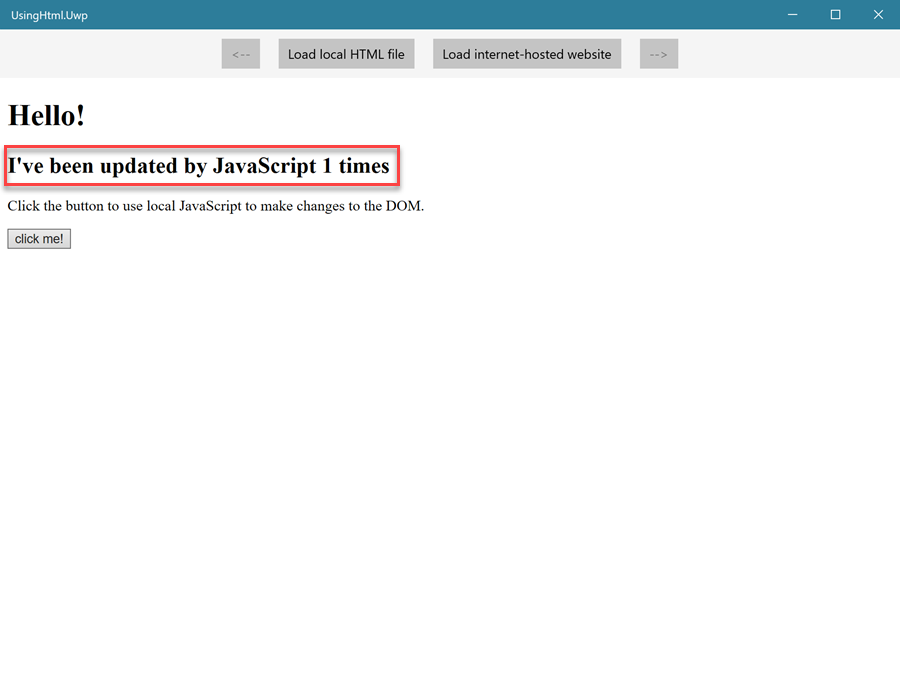 UsingHtml.Uwp
<-- Load local HTML file Load internet-hosted website -->
Hello!
I've been updated by JavaScript 1 times
Click the button to use local JavaScript to make changes to the DOM.
click me!